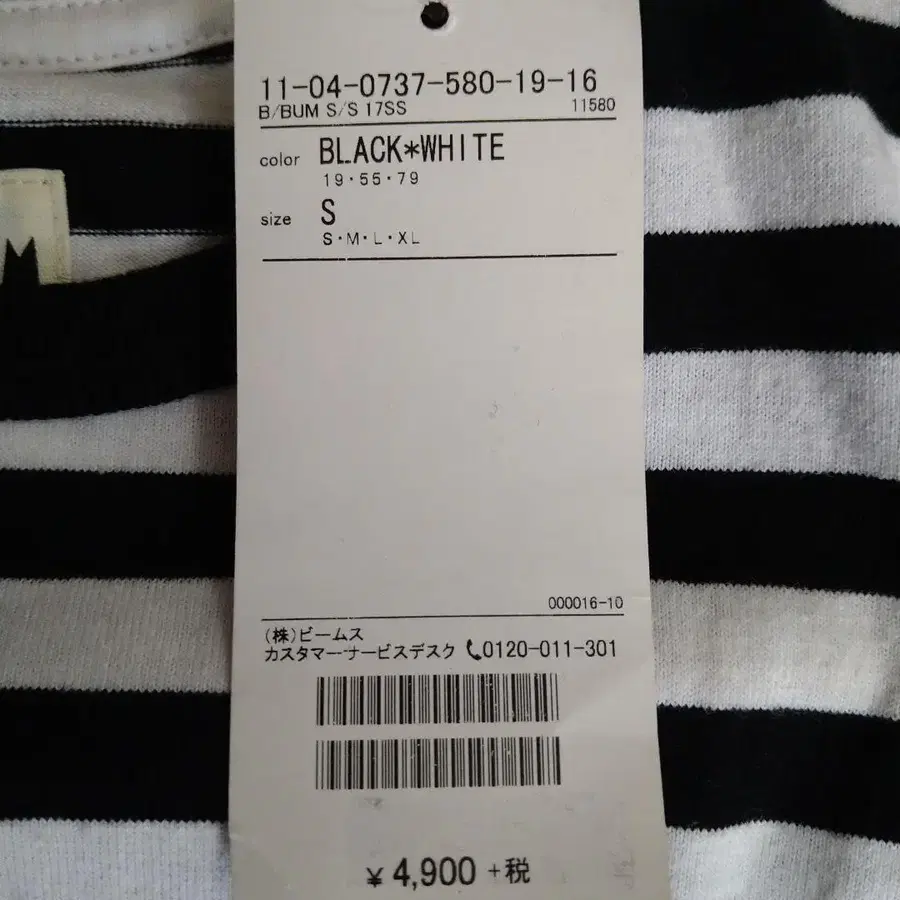 11-04-0737-580-19-16
B/BUM S/S 17SS 11580
color BLACK*WHITE
19・55・79
size S
S・M・L・XL
M
000016-10
(株)ビームス
カスタマーサービスデスク 0120-011-301
¥ 4,900 +税